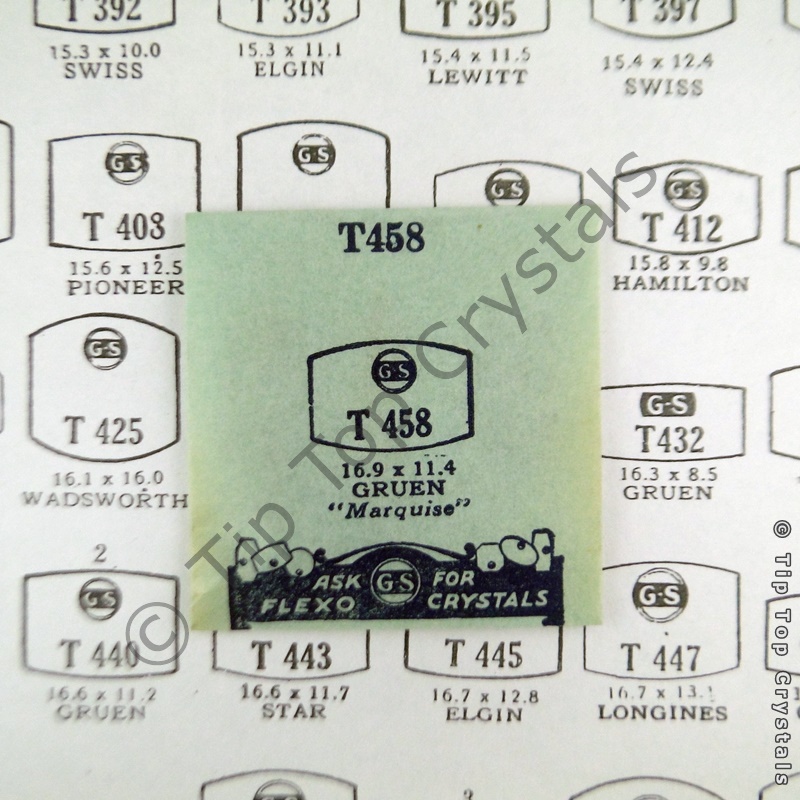 T 392
T 393
T 395
T 397
15.3 x 10.0
SWISS
15.3 x 11.1
ELGIN
15.4 x 11.5
LEWITT
15.4 x 12.4
SWISS
G-S
T 408
15.6 x 12.5
PIONEER
G-S
G-S
G-S
T 412
15.8 x 9.8
HAMILTON
G-S
T 425
16.1 x 16.0
WADSWORTH
T458
G-S
T 458
16.9 x 11.4
GRUEN
"Marquise"
ASK G-S FOR
FLEXO CRYSTALS
G-S
T432
16.3 x 8.5
GRUEN
2
G-S
T 440
16.6 x 11.2
GRUEN
T 443
16.6 x 11.7
STAR
T 445
16.7 x 12.8
ELGIN
G-S
T 447
16.7 x 13.1
LONGINES
© Tip Top Crystals
© Tip Top Crystals